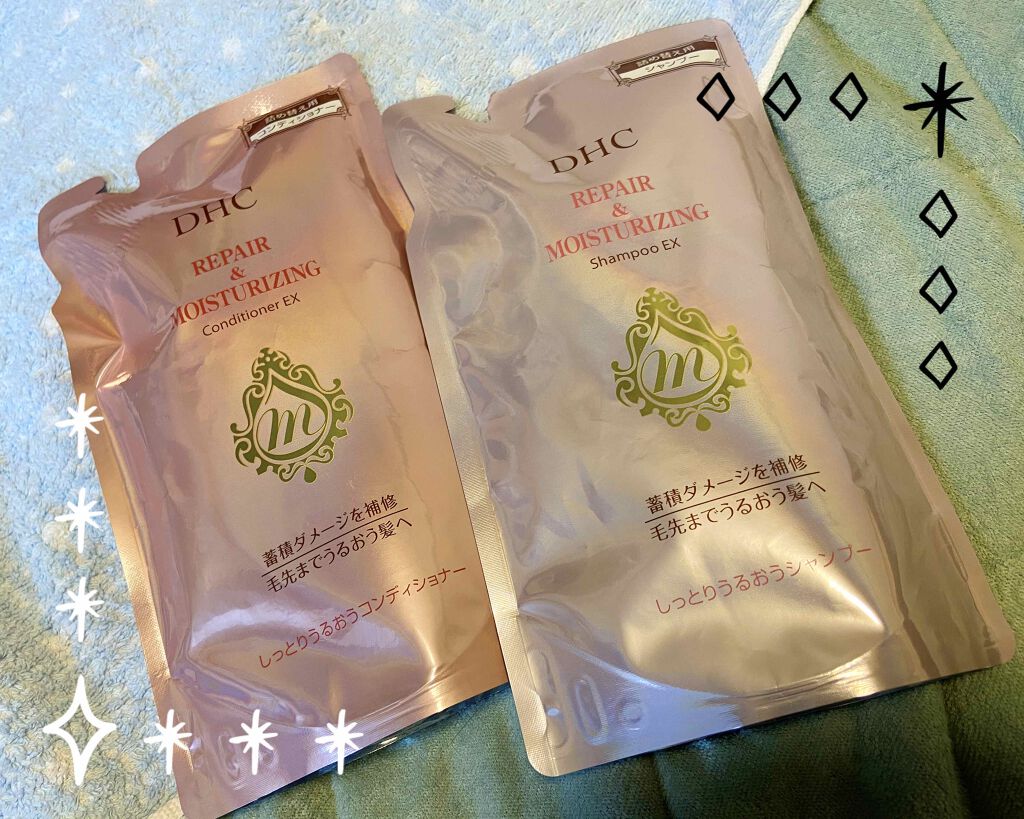 詰め替え用
コンディショナー
DHC
REPAIR
&
MOISTURIZING
Conditioner EX
m
蓄積ダメージを補修
毛先までうるおう髪へ
しっとりうるおうコンディショナー
詰め替え用
シャンプー
DHC
REPAIR
&
MOISTURIZING
Shampoo EX
m
蓄積ダメージを補修
毛先までうるおう髪へ
しっとりうるおうシャンプー